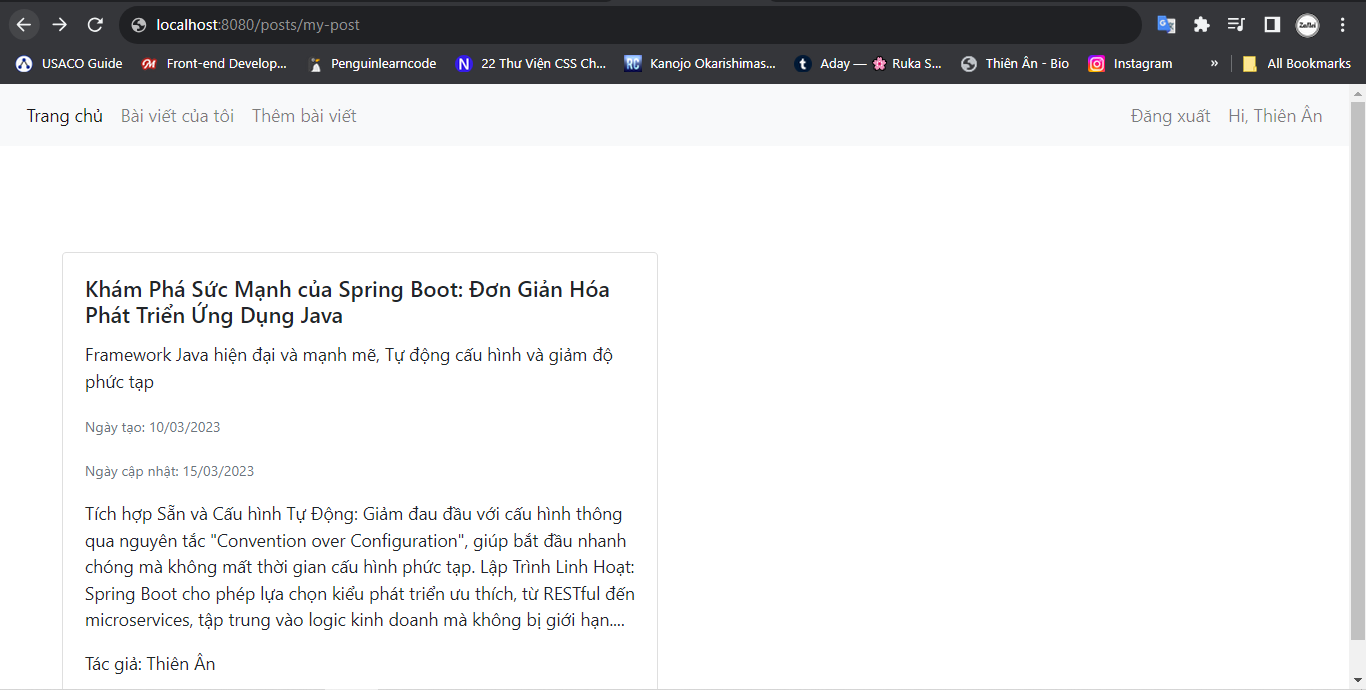 localhost:8080/posts/my-post
ZaMei
USACO Guide
Front-end Develop...
Penguinlearncode
N
22 Thư Viện CSS Ch...
RC
Kanojo Okarishimas...
t
Aday — 🌸 Ruka S...
Thiên Ân - Bio
Instagram
»
All Bookmarks
Trang chủ
Bài viết của tôi
Thêm bài viết
Đăng xuất
Hi, Thiên Ân
Khám Phá Sức Mạnh của Spring Boot: Đơn Giản Hóa
Phát Triển Ứng Dụng Java
Framework Java hiện đại và mạnh mẽ, Tự động cấu hình và giảm độ
phức tạp
Ngày tạo: 10/03/2023
Ngày cập nhật: 15/03/2023
Tích hợp Sẵn và Cấu hình Tự Động: Giảm đau đầu với cấu hình thông
qua nguyên tắc "Convention over Configuration", giúp bắt đầu nhanh
chóng mà không mất thời gian cấu hình phức tạp. Lập Trình Linh Hoạt:
Spring Boot cho phép lựa chọn kiểu phát triển ưu thích, từ RESTful đến
microservices, tập trung vào logic kinh doanh mà không bị giới hạn....
Tác giả: Thiên Ân